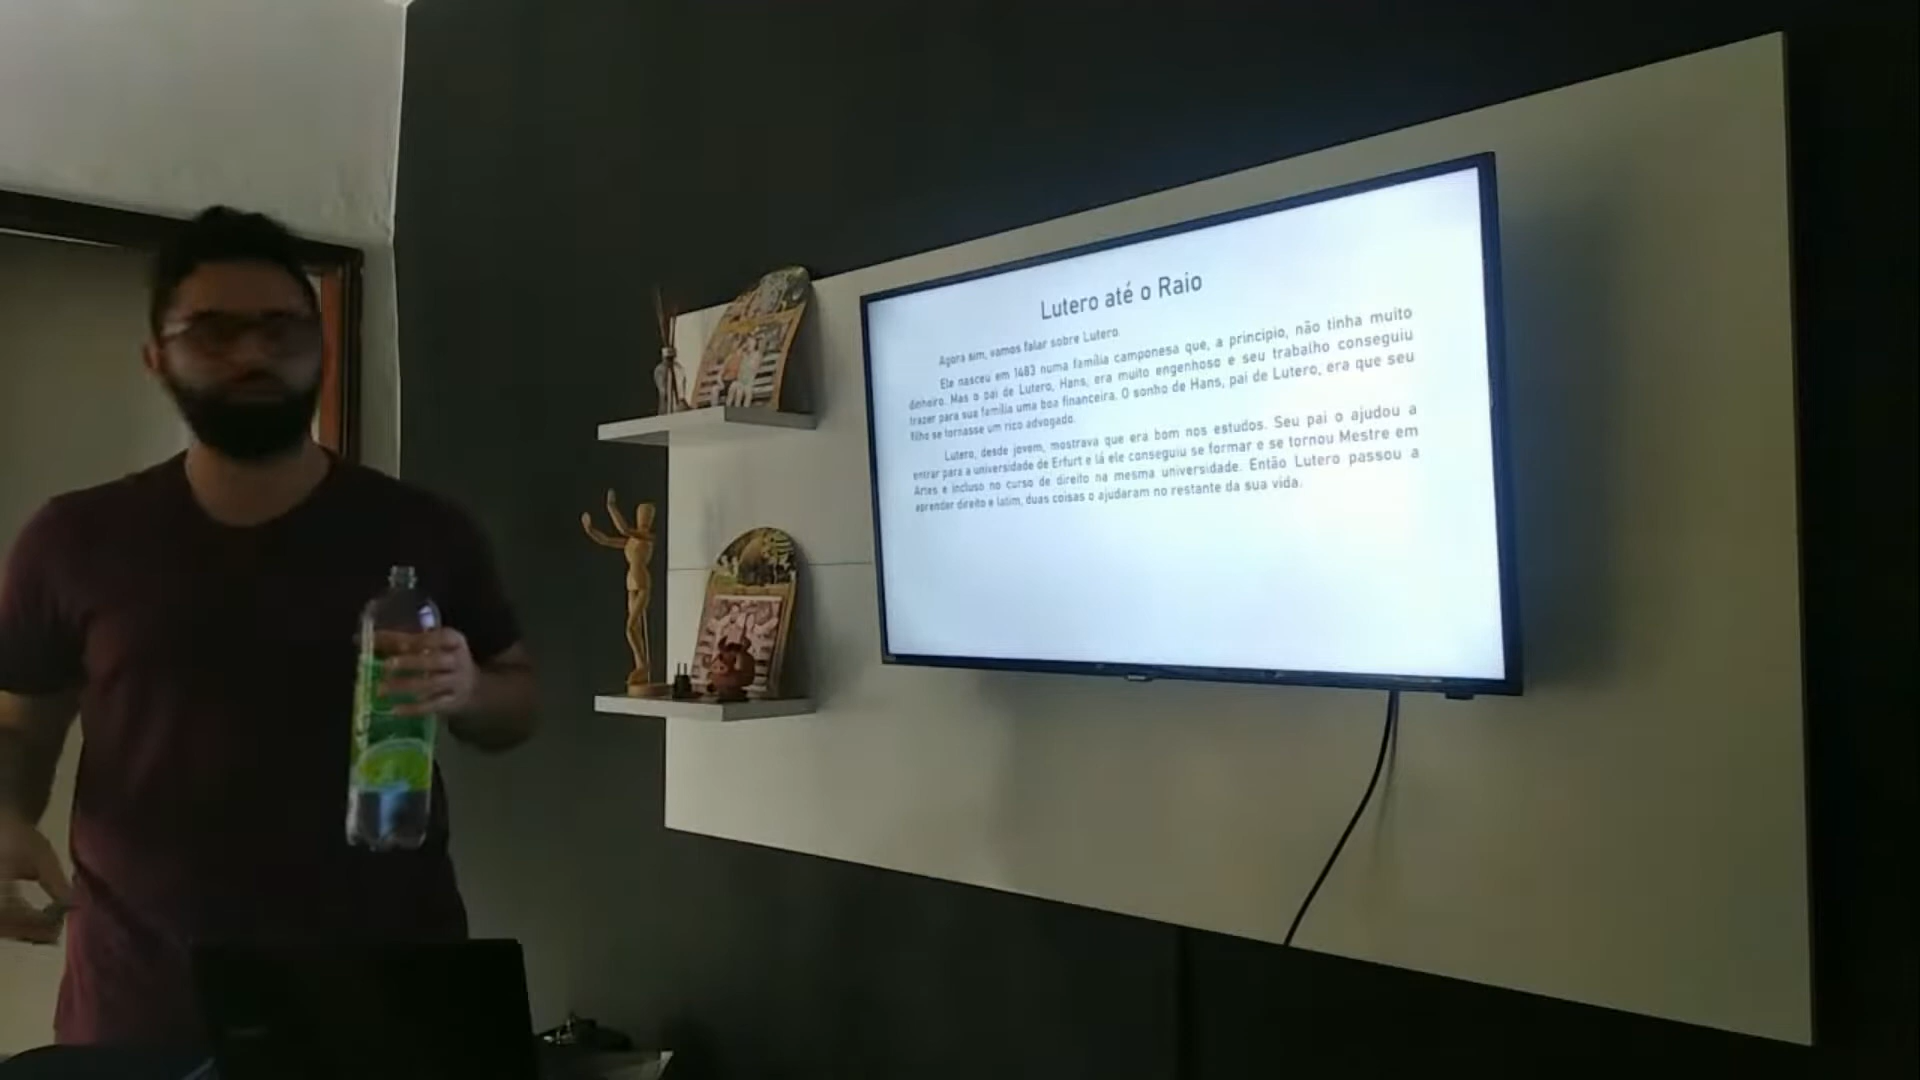 Lutero até o Raio
Agora sim, vamos falar sobre Lutero.
Ele nasceu em 1483 numa família camponesa que, a principio, não tinha muito
dinheiro. Mas o pai de Lutero, Hans, era muito engenhoso e seu trabalho conseguiu
trazer para sua família uma boa financeira. O sonho de Hans, pai de Lutero, era que seu
filho se tornasse um rico advogado.
Lutero, desde jovem, mostrava que era bom nos estudos. Seu pai o ajudou a
entrar para a universidade de Erfurt e lá ele conseguiu se formar e se tornou Mestre em
Artes e incluso no curso de direito na mesma universidade. Então Lutero passou a
aprender direito e latim, duas coisas o ajudaram no restante da sua vida.